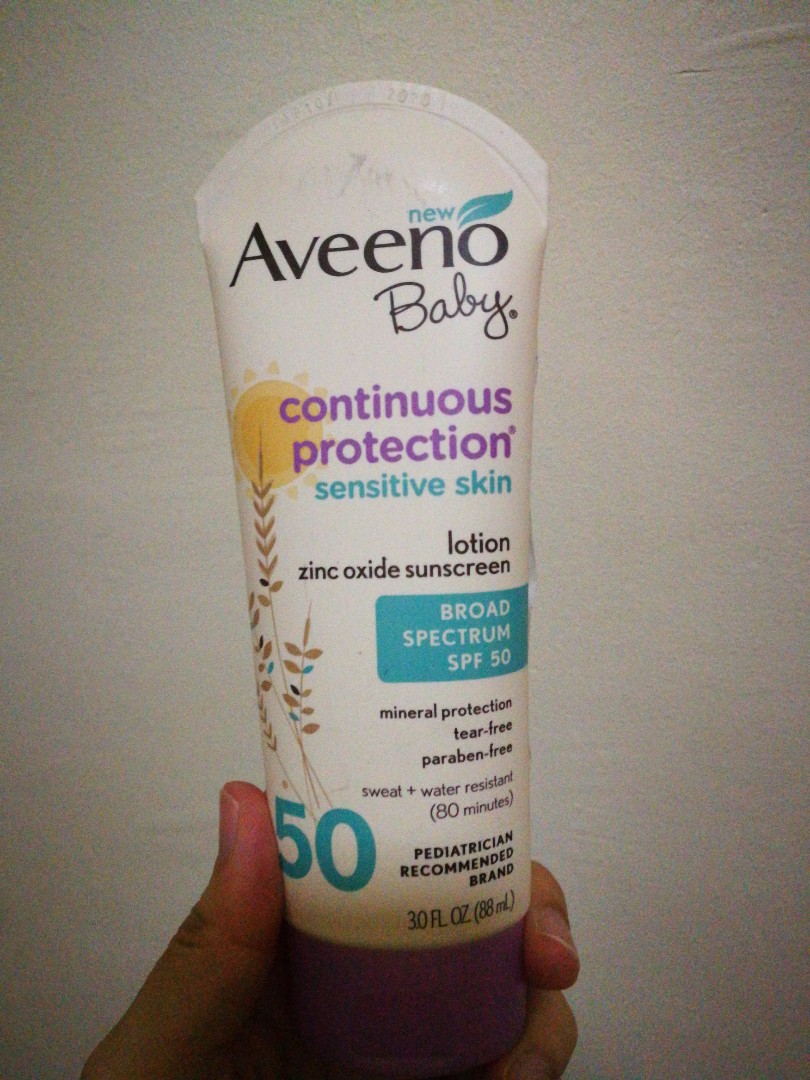 new
Aveeno
Baby®
continuous
protection®
sensitive skin
lotion
zinc oxide sunscreen
BROAD
SPECTRUM
SPF 50
mineral protection
tear-free
paraben-free
sweat + water resistant
(80 minutes)
50
PEDIATRICIAN
RECOMMENDED
BRAND
3.0 FL. OZ. (88 mL)